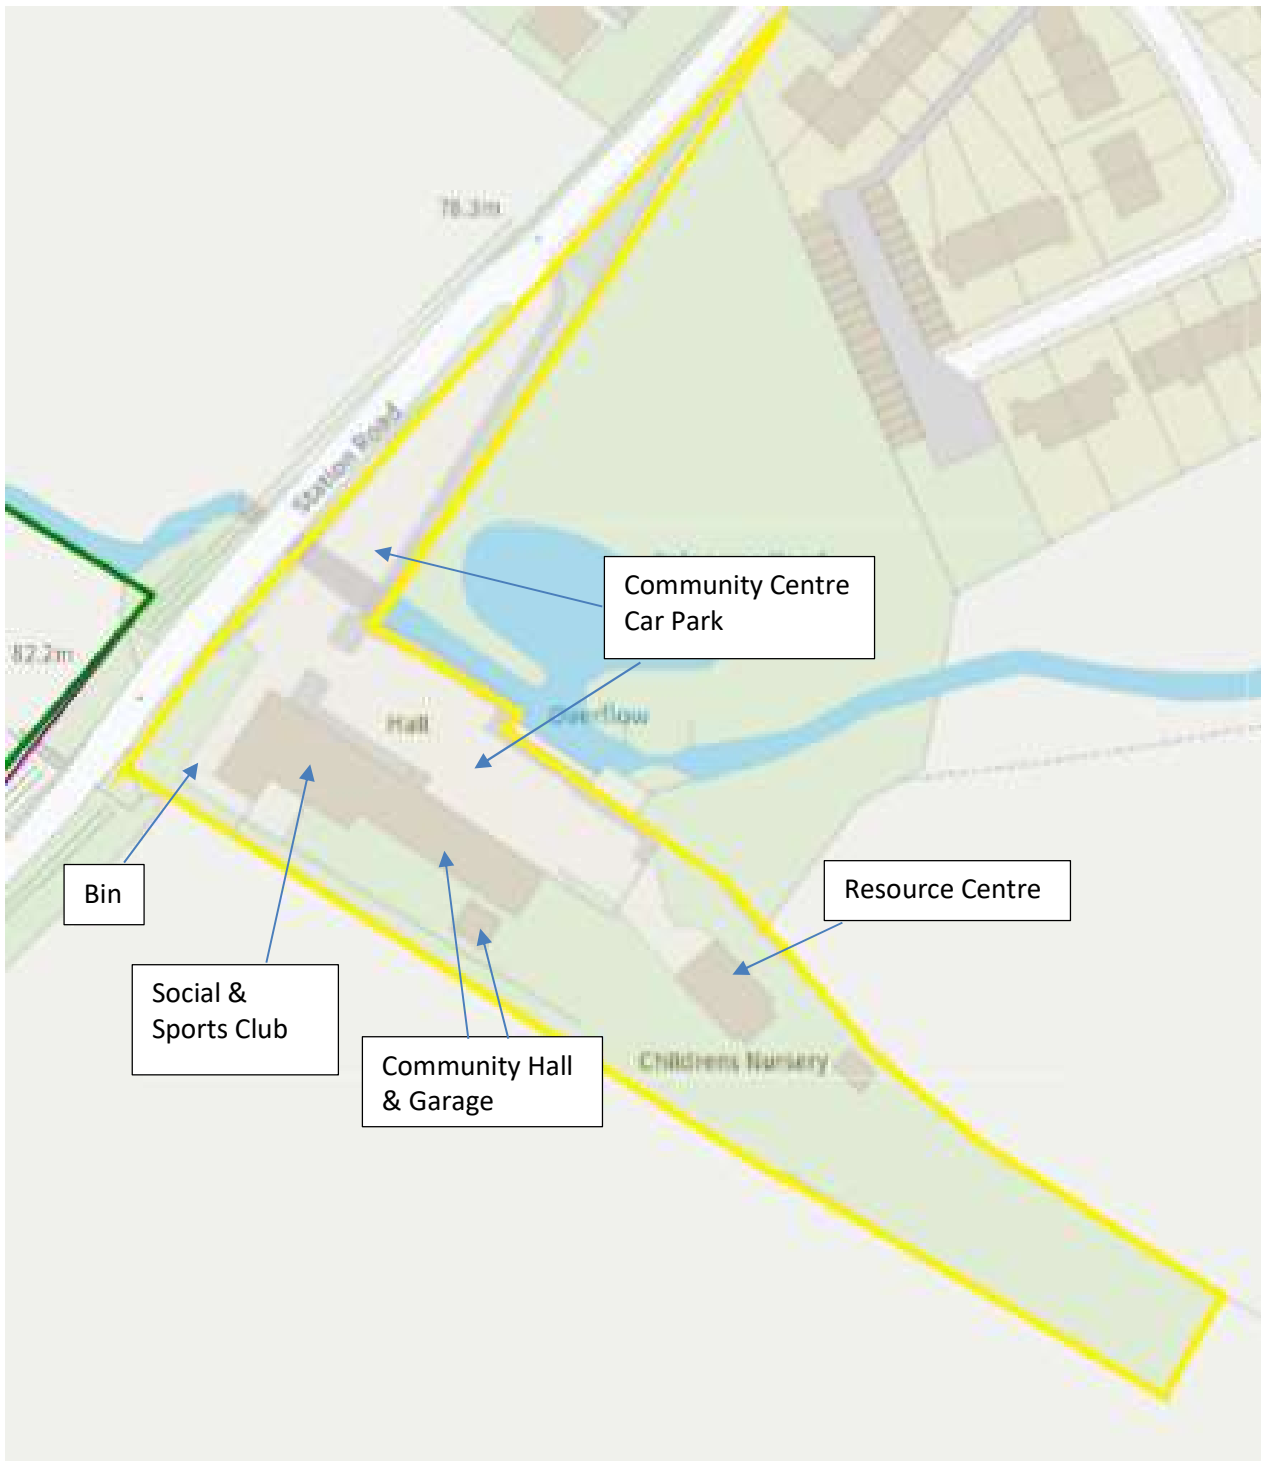 78.3m
Station Road
Community Centre
Car Park
82.2m
Hall
Overflow
Bin
Resource Centre
Social &
Sports Club
Community Hall
& Garage
Childrens Nursery